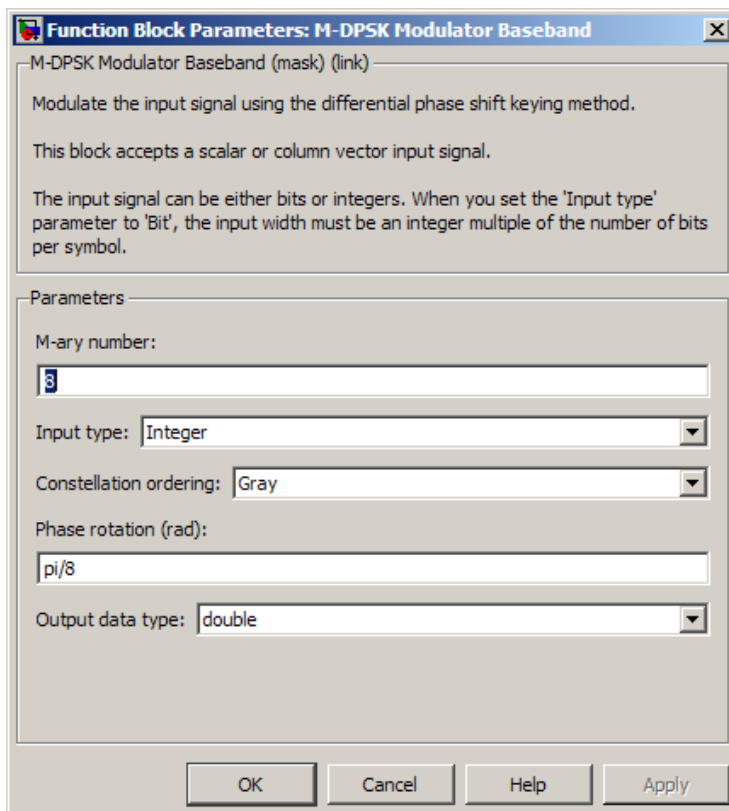 Function Block Parameters: M-DPSK Modulator Baseband
M-DPSK Modulator Baseband (mask) (link)
Modulate the input signal using the differential phase shift keying method.
This block accepts a scalar or column vector input signal.
The input signal can be either bits or integers. When you set the 'Input type'
parameter to 'Bit', the input width must be an integer multiple of the number of bits
per symbol.
Parameters
M-ary number:
8
Input type: Integer
Constellation ordering: Gray
Phase rotation (rad):
pi/8
Output data type: double
OK Cancel Help Apply